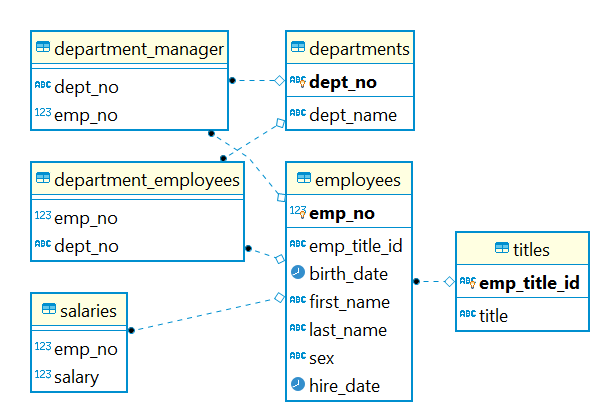 department_manager
ABC dept_no
123 emp_no
departments
ABC dept_no
ABC dept_name
department_employees
123 emp_no
ABC dept_no
employees
123 emp_no
ABC emp_title_id
birth_date
ABC first_name
ABC last_name
ABC sex
hire_date
titles
ABC emp_title_id
ABC title
salaries
123 emp_no
123 salary